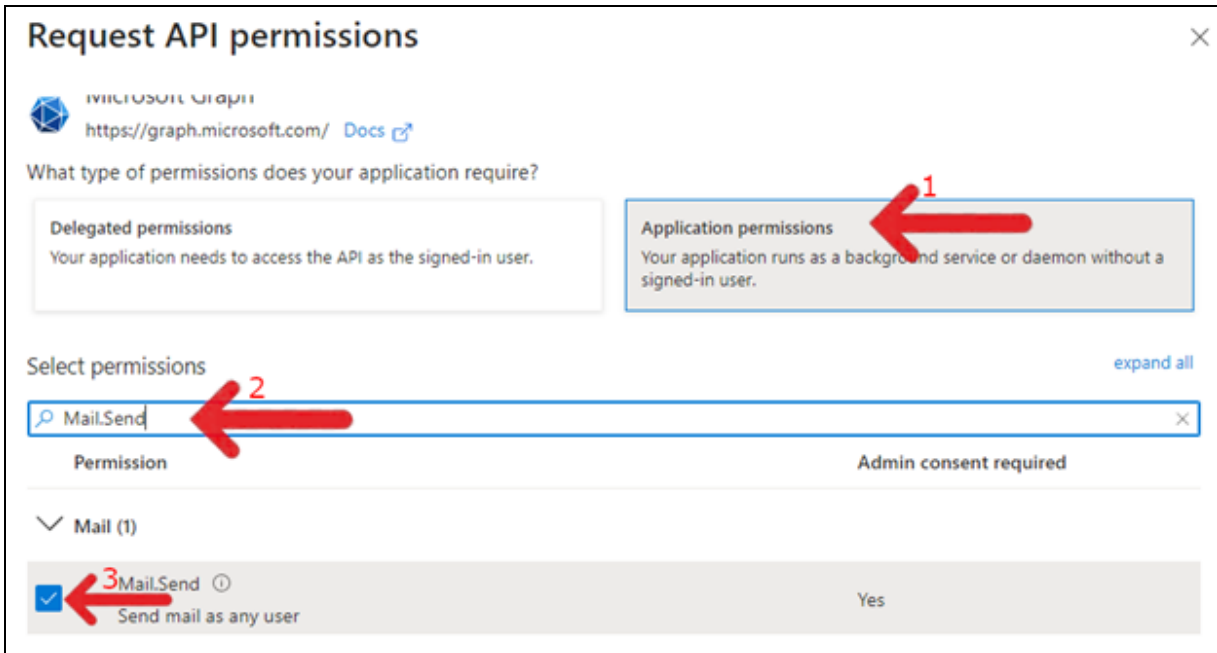 Request API permissions
Microsoft Graph
https://graph.microsoft.com/ Docs
What type of permissions does your application require?
1
Delegated permissions
Your application needs to access the API as the signed-in user.
Application permissions
Your application runs as a background service or daemon without a
signed-in user.
Select permissions
expand all
2
Mail.Send
Permission
Admin consent required
Mail (1)
3
Mail.Send
Send mail as any user
Yes